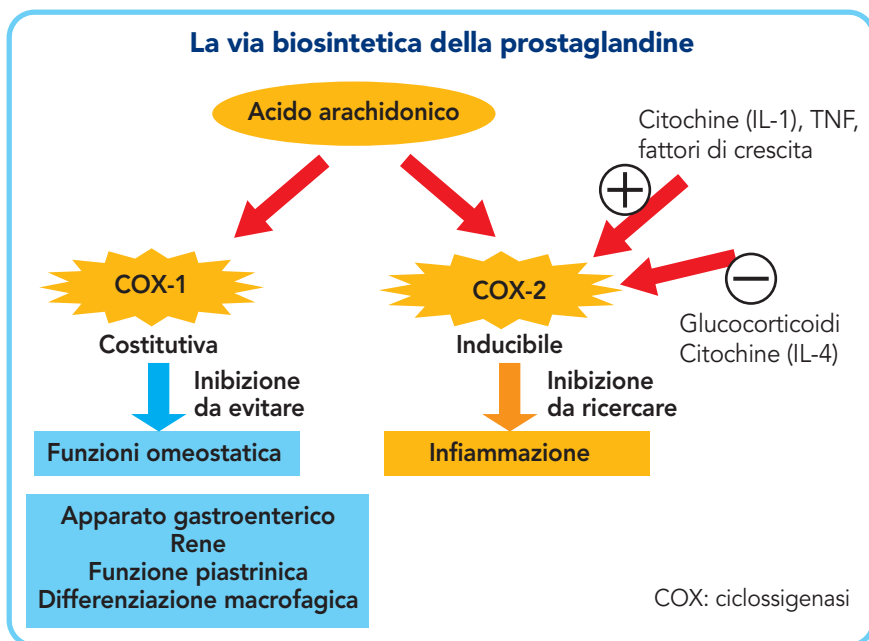 La via biosintetica della prostaglandine
Acido arachidonico
Citochine (IL-1), TNF,
fattori di crescita
COX-1
COX-2
Glucocorticoidi
Citochine (IL-4)
Costitutiva
Inducibile
Inibizione
da evitare
Inibizione
da ricercare
Funzioni omeostatica
Infiammazione
Apparato gastroenterico
Rene
Funzione piastrinica
Differenziazione macrofagica
COX: ciclossigenasi